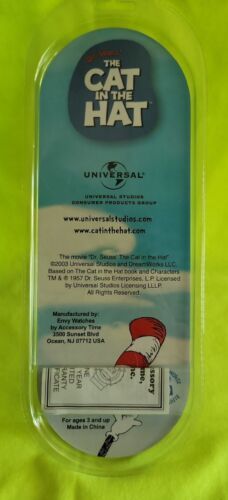 Dr. Seuss'
THE
CAT
IN THE
HAT
UNIVERSAL
UNIVERSAL STUDIOS
CONSUMER PRODUCTS GROUP
www.universalstudios.com
www.catinthehat.com
The movie "Dr. Seuss' The Cat in the Hat"
©2003 Universal Studios and DreamWorks LLC.
Based on The Cat in the Hat book and Characters
TM & ® 1957 Dr. Seuss Enterprises, L.P. Licensed
by Universal Studios Licensing LLLP.
All Rights Reserved.
Manufactured by:
Envy Watches
by Accessory Time
3500 Sunset Blvd
Ocean, NJ 07712 USA
For ages 3 and up
Made in China